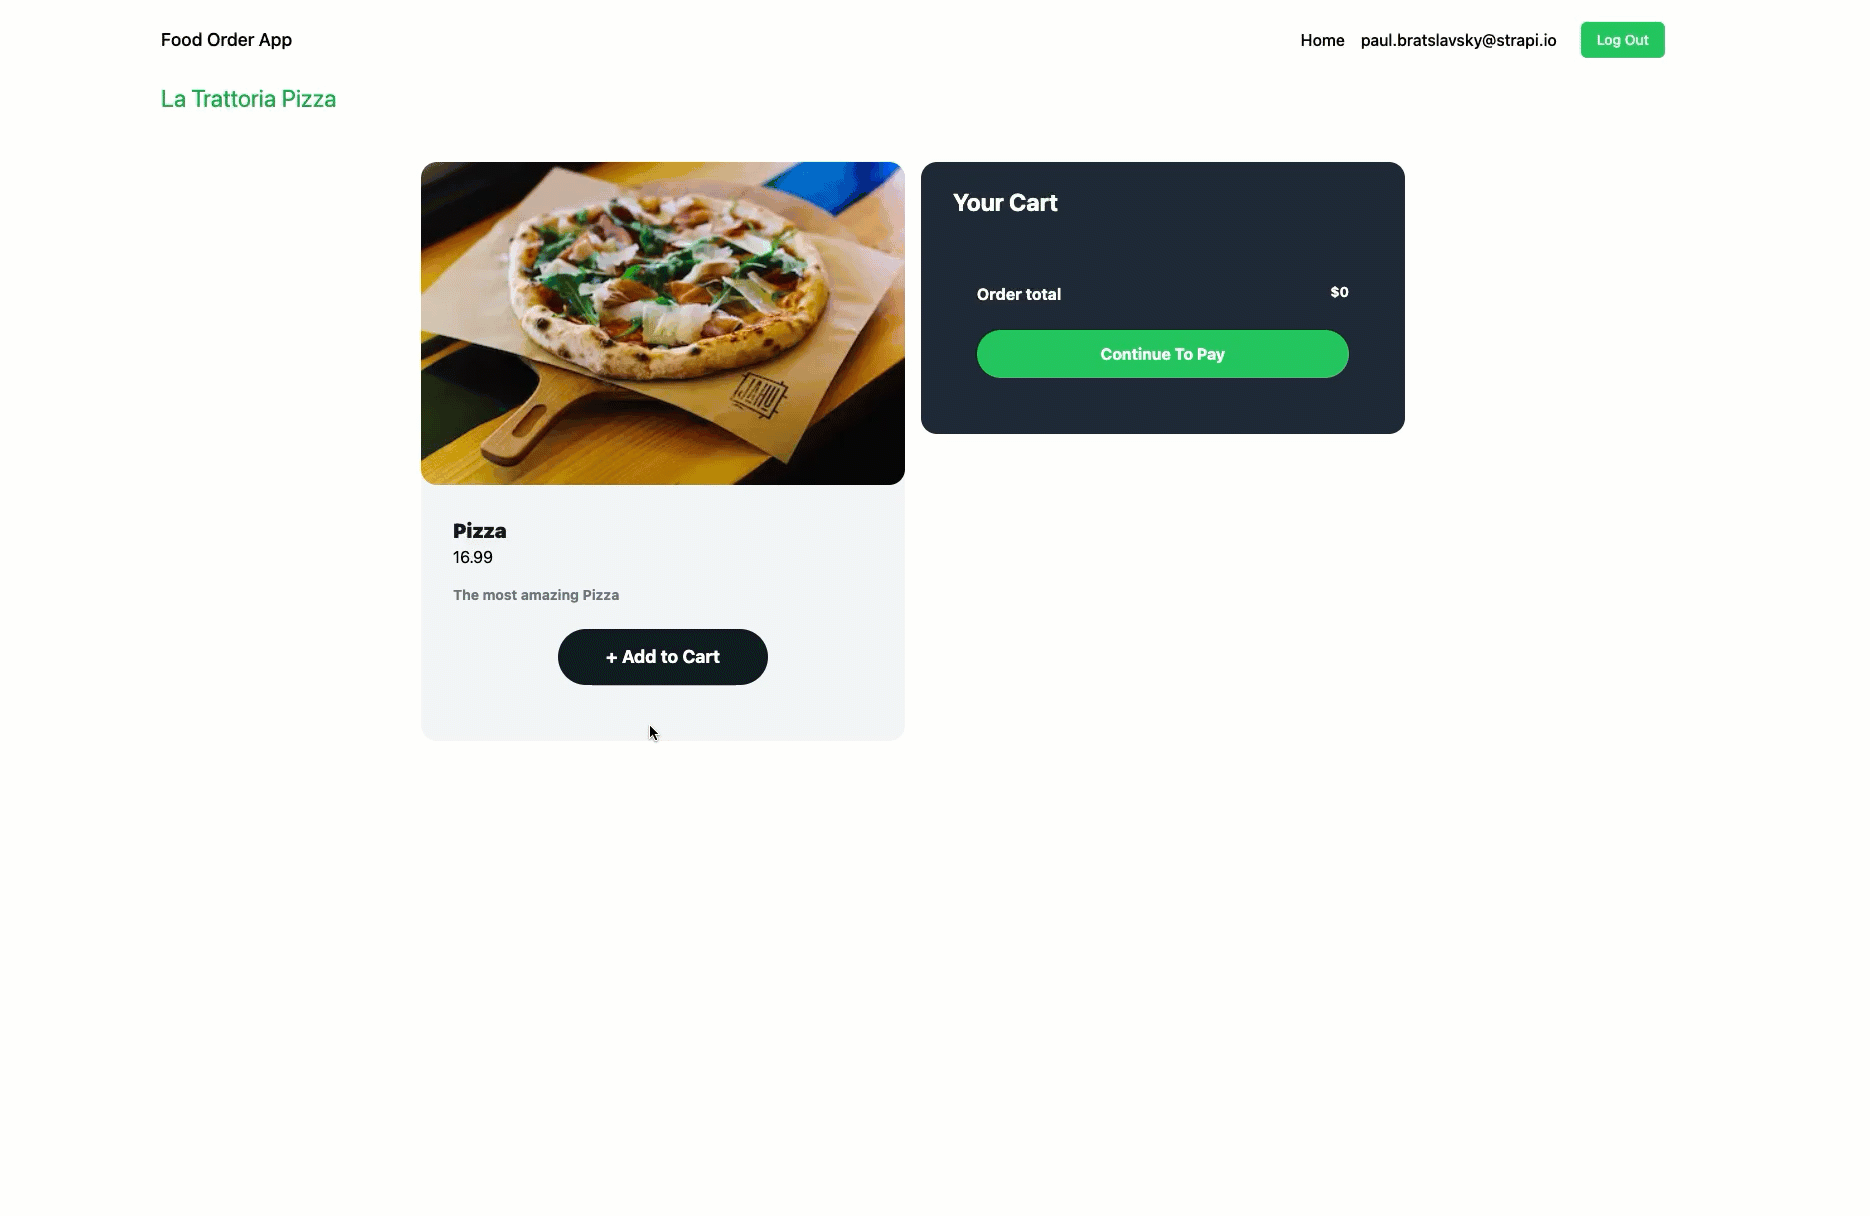 Food Order App
Home paul.bratslavsky@strapi.io Log Out
La Trattoria Pizza
JAHU
Your Cart
Order total $0
Continue To Pay
Pizza
16.99
The most amazing Pizza
+ Add to Cart